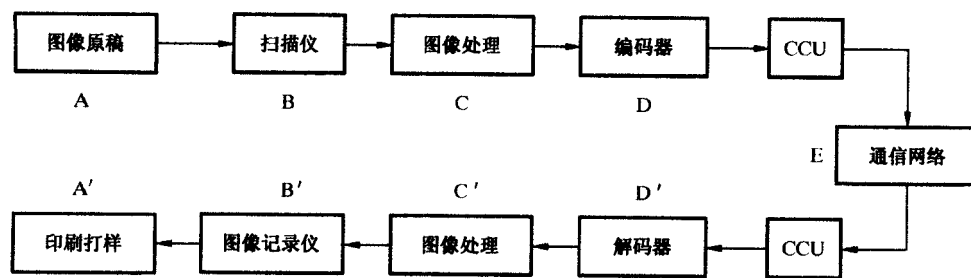 图像原稿 扫描仪 图像处理 编码器 CCU
A B C D
E 通信网络
A′ B′ C′ D′
印刷打样 图像记录仪 图像处理 解码器 CCU